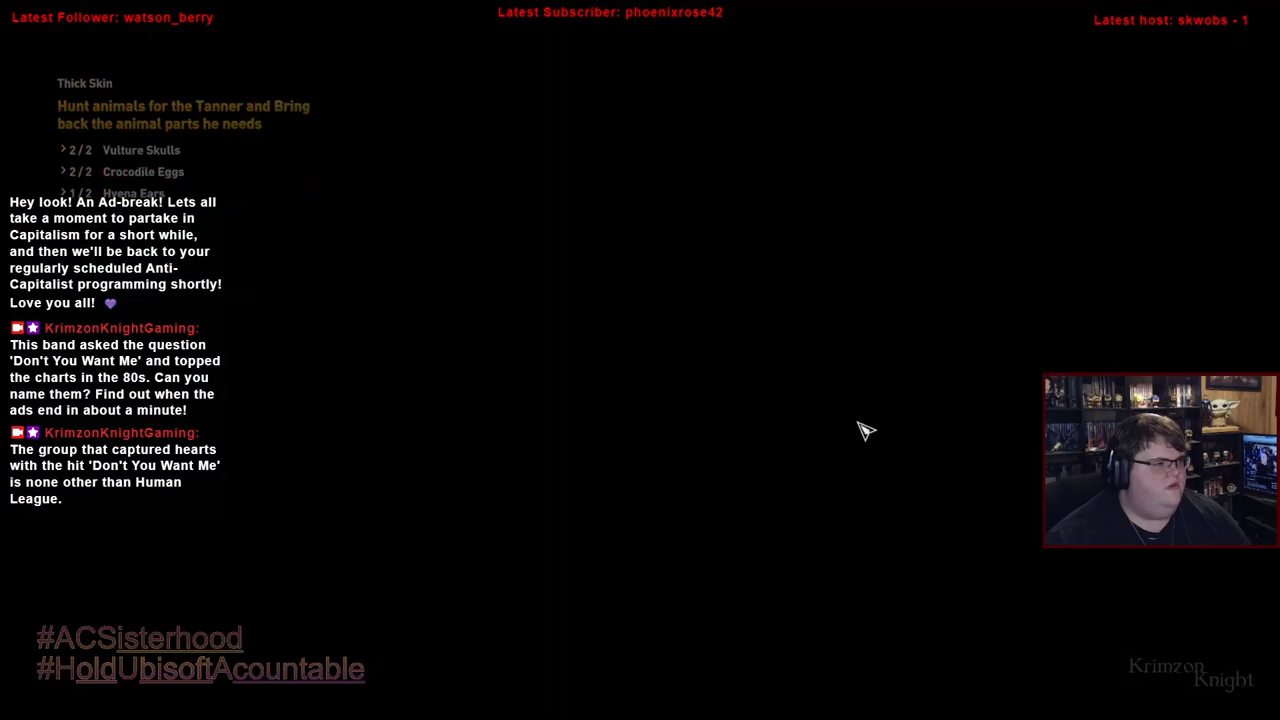 Latest Follower: watson_berry
Latest Subscriber: phoenixrose42
Latest host: skwobs - 1
Thick Skin
Hunt animals for the Tanner and Bring
back the animal parts he needs
2 / 2 Vulture Skulls
2 / 2 Crocodile Eggs
1 / 2 Hyena Ears
Hey look! An Ad-break! Lets all
take a moment to partake in
Capitalism for a short while,
and then we'll be back to your
regularly scheduled Anti-
Capitalist programming shortly!
Love you all!
KrimzonKnightGaming:
This band asked the question
'Don't You Want Me' and topped
the charts in the 80s. Can you
name them? Find out when the
ads end in about a minute!
KrimzonKnightGaming:
The group that captured hearts
with the hit 'Don't You Want Me'
is none other than Human
League.
#ACSisterhood
#HoldUbisoftAcountable
Krimzon
Knight